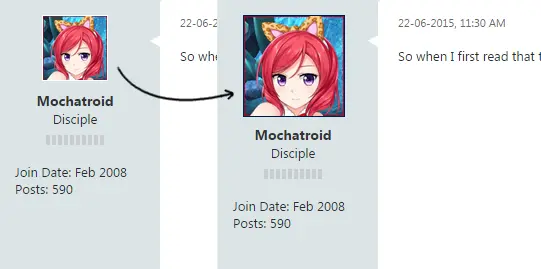 Mochatroid
Disciple
Join Date: Feb 2008
Posts: 590
22-06-
So whe
Mochatroid
Disciple
Join Date: Feb 2008
Posts: 590
22-06-2015, 11:30 AM
So when I first read that t